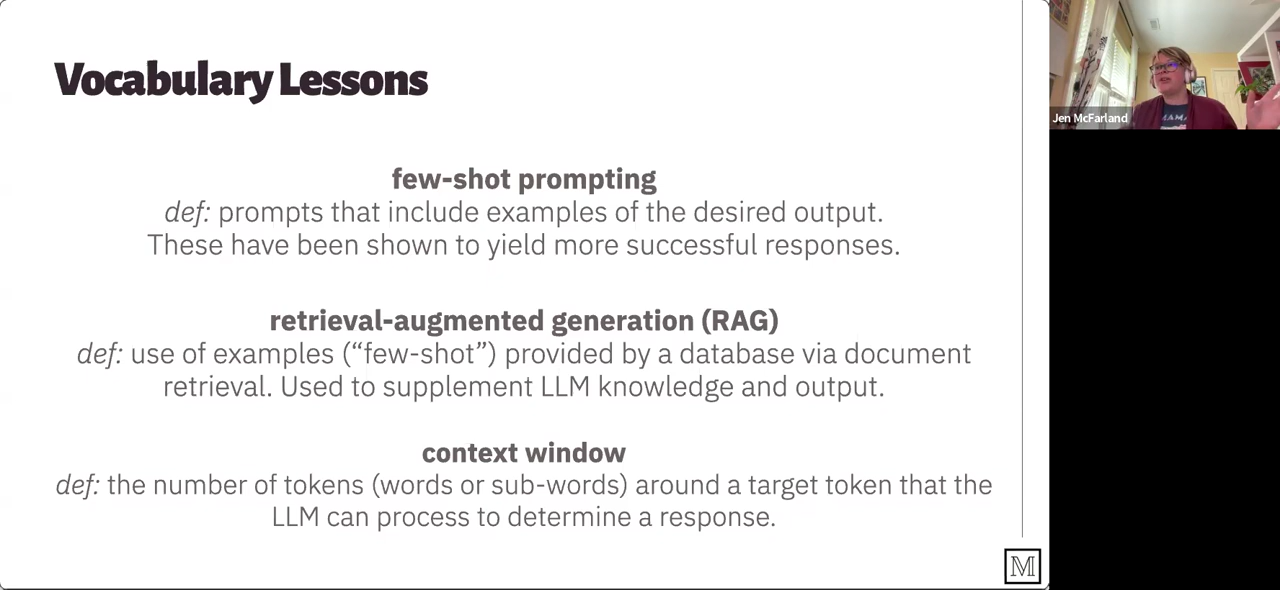 Vocabulary Lessons
few-shot prompting
def: prompts that include examples of the desired output.
These have been shown to yield more successful responses.
retrieval-augmented generation (RAG)
def: use of examples (“few-shot”) provided by a database via document
retrieval. Used to supplement LLM knowledge and output.
context window
def: the number of tokens (words or sub-words) around a target token that the
LLM can process to determine a response.
M
Jen McFarland
AMA